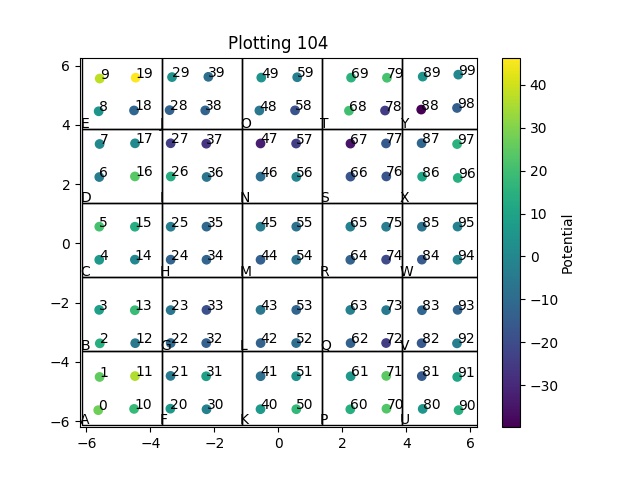 Plotting 104
6
9 19 29 39 49 59 69 79 89 99
8 18 28 38 48 58 68 78 88 98
4 E J O T Y
7 17 27 37 47 57 67 77 87 97
6 16 26 36 46 56 66 76 86 96
2 D I N S X
5 15 25 35 45 55 65 75 85 95
0
4 14 24 34 44 54 64 74 84 94
C H M R W
−2
3 13 23 33 43 53 63 73 83 93
2 12 22 32 42 52 62 72 82 92
B G L Q V
−4
1 11 21 31 41 51 61 71 81 91
0 10 20 30 40 50 60 70 80 90
−6 A F K P U
−6 −4 −2 0 2 4 6
40
30
20
10
0
−10
−20
−30
Potential